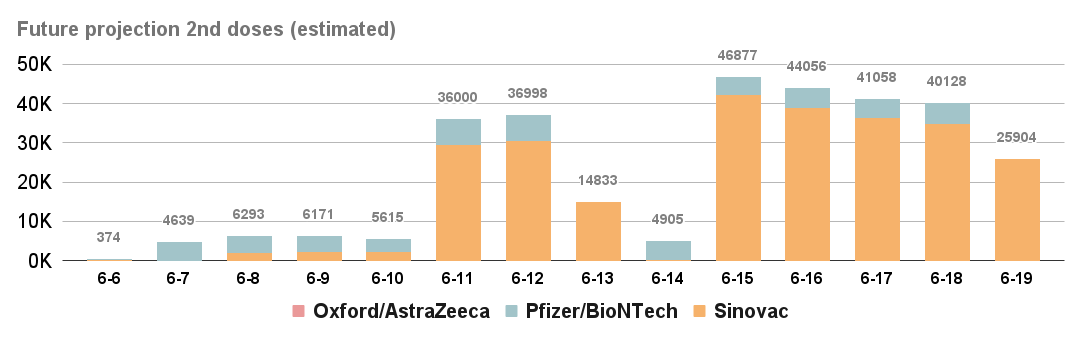 Future projection 2nd doses (estimated)
50K
40K
30K
20K
10K
0K
374
4639
6293
6171
5615
36000
36998
14833
4905
46877
44056
41058
40128
25904
6-6 6-7 6-8 6-9 6-10 6-11 6-12 6-13 6-14 6-15 6-16 6-17 6-18 6-19
Oxford/AstraZeeca Pfizer/BioNTech Sinovac